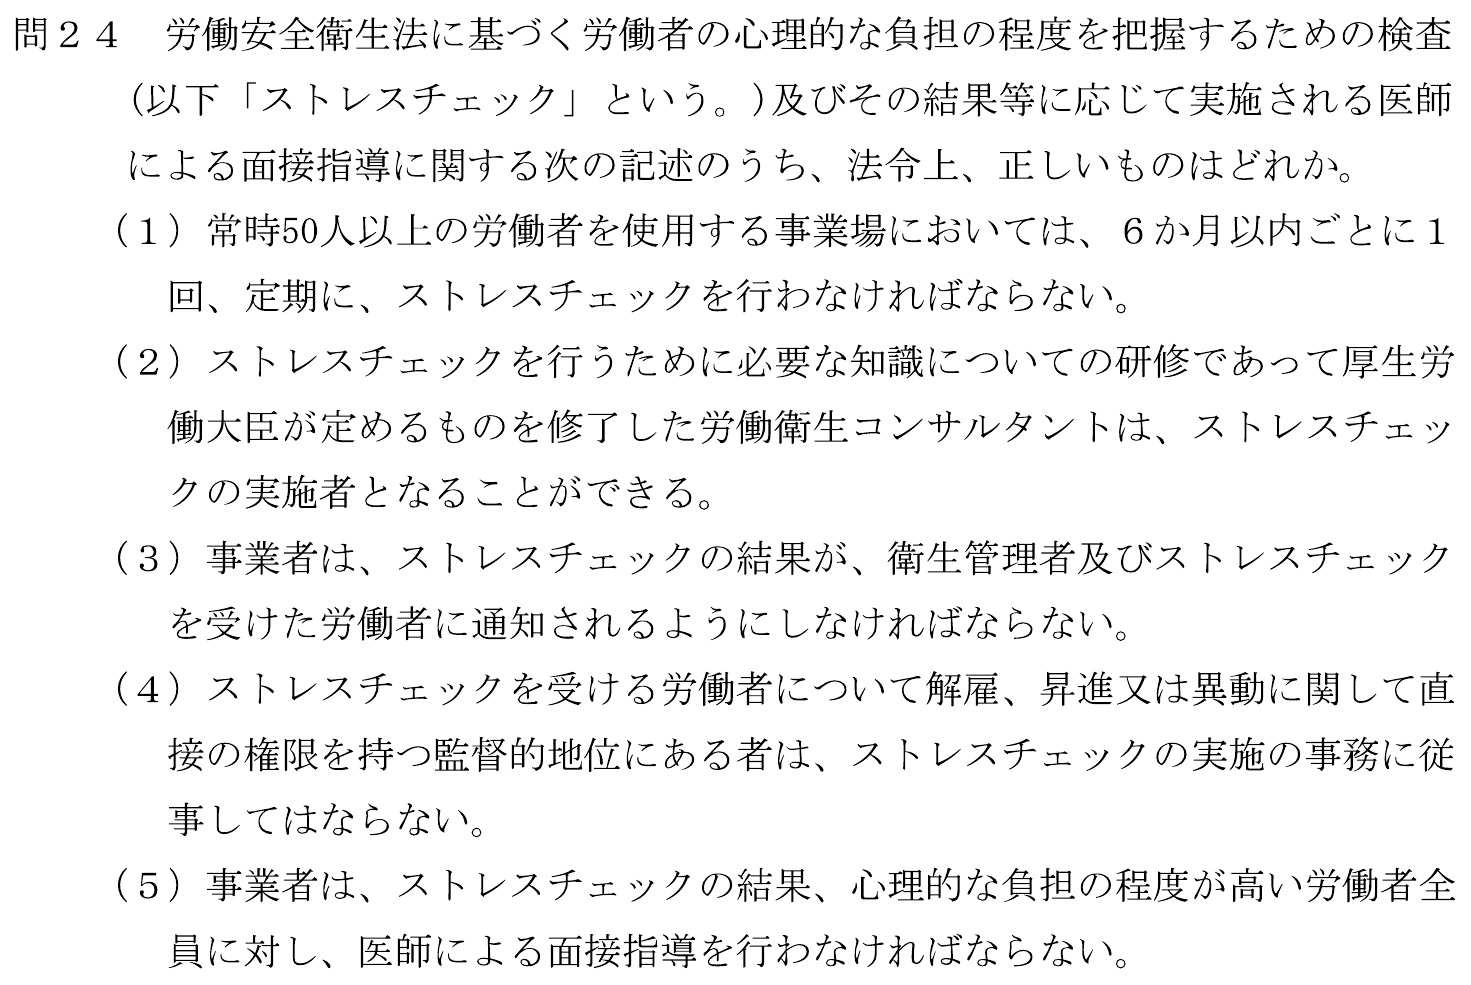 問２４　労働安全衛生法に基づく労働者の心理的な負担の程度を把握するための検査
(以下「ストレスチェック」という。)及びその結果等に応じて実施される医師
による面接指導に関する次の記述のうち、法令上、正しいものはどれか。
（１）常時50人以上の労働者を使用する事業場においては、６か月以内ごとに１
回、定期に、ストレスチェックを行わなければならない。
（２）ストレスチェックを行うために必要な知識についての研修であって厚生労
働大臣が定めるものを修了した労働衛生コンサルタントは、ストレスチェッ
クの実施者となることができる。
（３）事業者は、ストレスチェックの結果が、衛生管理者及びストレスチェック
を受けた労働者に通知されるようにしなければならない。
（４）ストレスチェックを受ける労働者について解雇、昇進又は異動に関して直
接の権限を持つ監督的地位にある者は、ストレスチェックの実施の事務に従
事してはならない。
（５）事業者は、ストレスチェックの結果、心理的な負担の程度が高い労働者全
員に対し、医師による面接指導を行わなければならない。